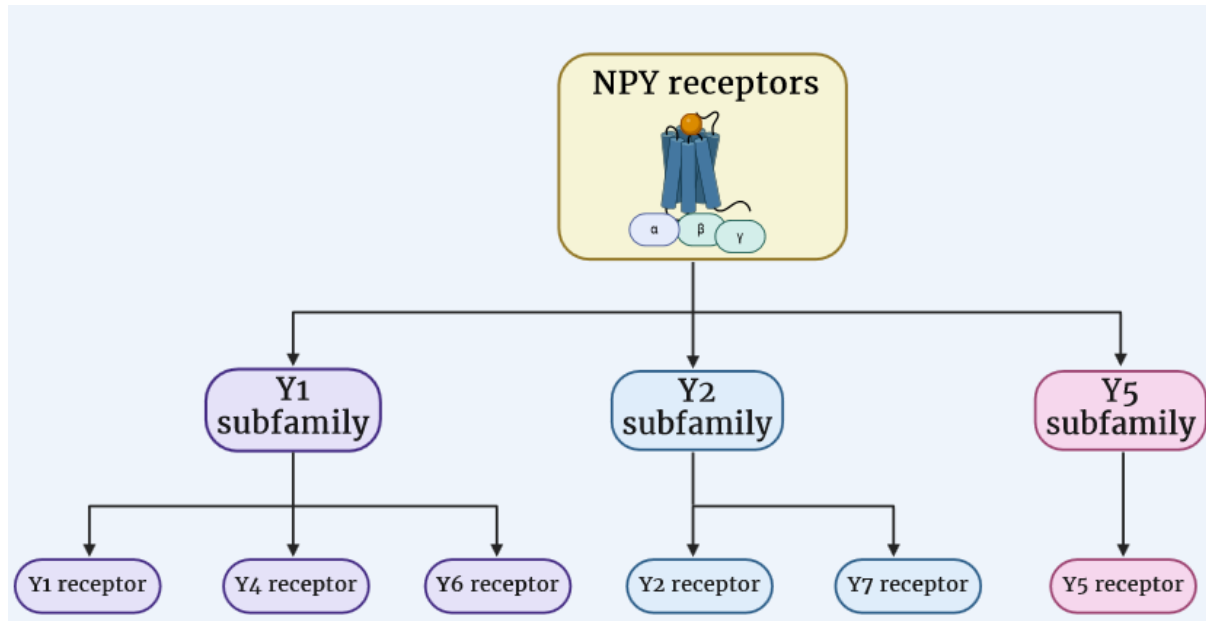 NPY receptors
α
β
γ
Y1
subfamily
Y2
subfamily
Y5
subfamily
Y1 receptor
Y4 receptor
Y6 receptor
Y2 receptor
Y7 receptor
Y5 receptor